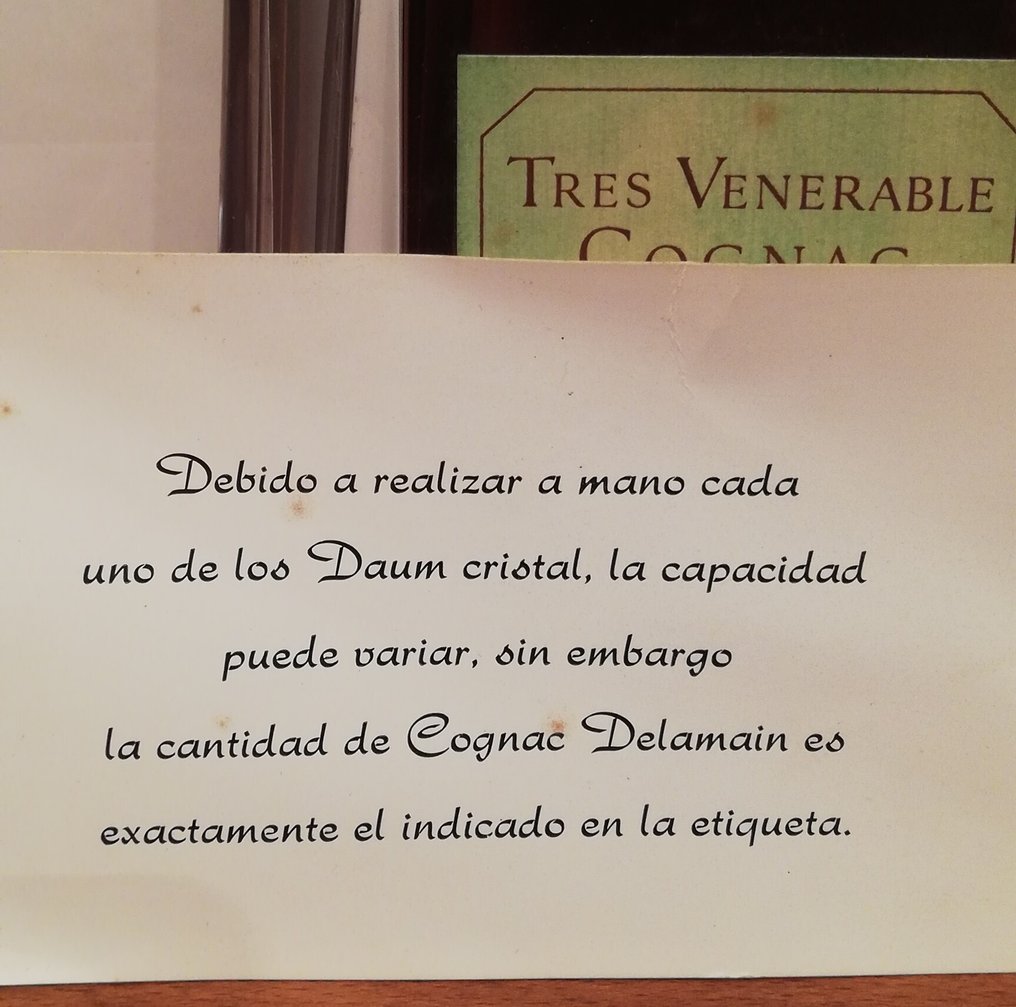 TRES VENERABLE
COGNAC
Debido a realizar a mano cada
uno de los Daum cristal, la capacidad
puede variar, sin embargo
la cantidad de Cognac Delamain es
exactamente el indicado en la etiqueta.